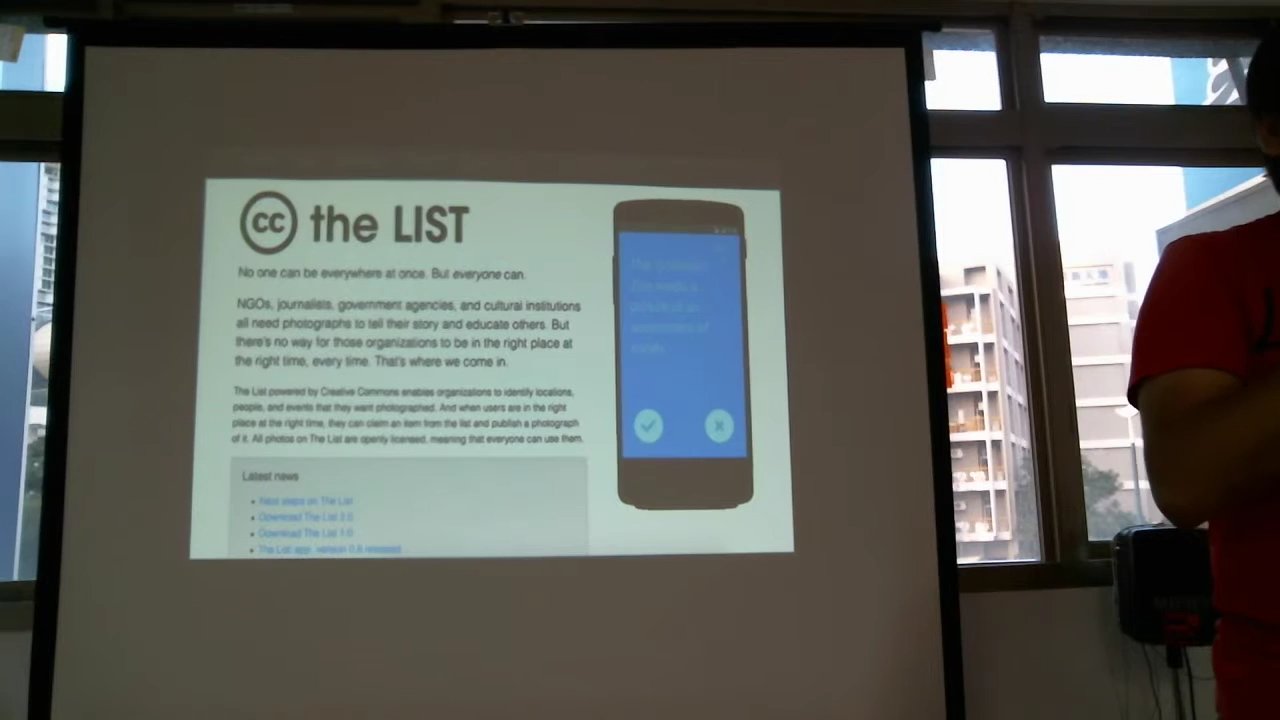 cc the LIST
No one can be everywhere at once. But everyone can.
NGOs, journalists, government agencies, and cultural institutions
all need photographs to tell their story and educate others. But
there's no way for those organizations to be in the right place at
the right time, every time. That's where we come in.
The List powered by Creative Commons enables organizations to identify locations,
people, and events that they want photographed. And when users are in the right
place at the right time, they can claim an item from the list and publish a photograph
of it. All photos on The List are openly licensed, meaning that everyone can use them.
Latest news
Next steps on The List
Download The List 2.0
Download The List 1.0
The List app, version 0.9 released